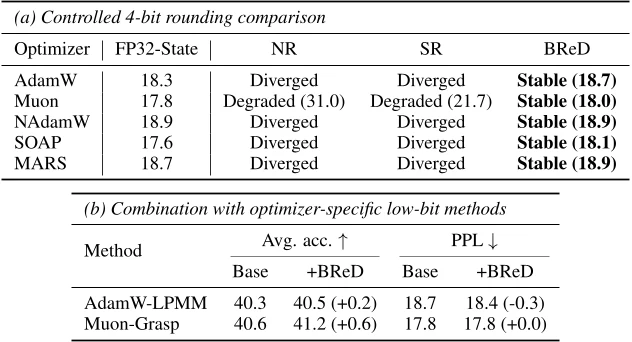 (a) Controlled 4-bit rounding comparison
Optimizer FP32-State NR SR BReD
AdamW 18.3 Diverged Diverged Stable (18.7)
Muon 17.8 Degraded (31.0) Degraded (21.7) Stable (18.0)
NAdamW 18.9 Diverged Diverged Stable (18.9)
SOAP 17.6 Diverged Diverged Stable (18.1)
MARS 18.7 Diverged Diverged Stable (18.9)
(b) Combination with optimizer-specific low-bit methods
Method Avg. acc. ↑ PPL ↓
Base +BReD Base +BReD
AdamW-LPMM 40.3 40.5 (+0.2) 18.7 18.4 (-0.3)
Muon-Grasp 40.6 41.2 (+0.6) 17.8 17.8 (+0.0)